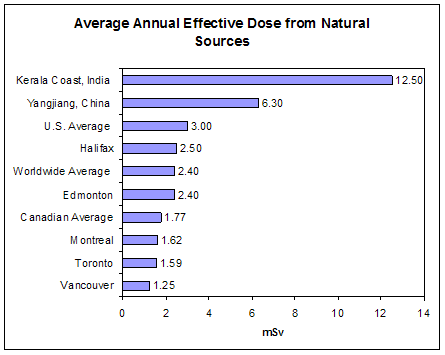 Average Annual Effective Dose from Natural
Sources
Kerala Coast, India 12.50
Yangjiang, China 6.30
U.S. Average 3.00
Halifax 2.50
Worldwide Average 2.40
Edmonton 2.40
Canadian Average 1.77
Montreal 1.62
Toronto 1.59
Vancouver 1.25
0 2 4 6 8 10 12 14
mSv